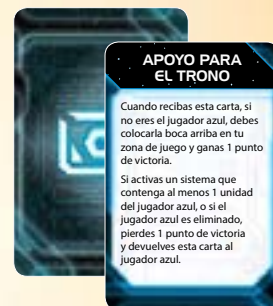 APOYO PARA
EL TRONO
Cuando recibas esta carta, si
no eres el jugador azul, debes
colocarla boca arriba en tu
zona de juego y ganas 1 punto
de victoria.
Si activas un sistema que
contenga al menos 1 unidad
del jugador azul, o si el
jugador azul es eliminado,
pierdes 1 punto de victoria
y devuelves esta carta al
jugador azul.